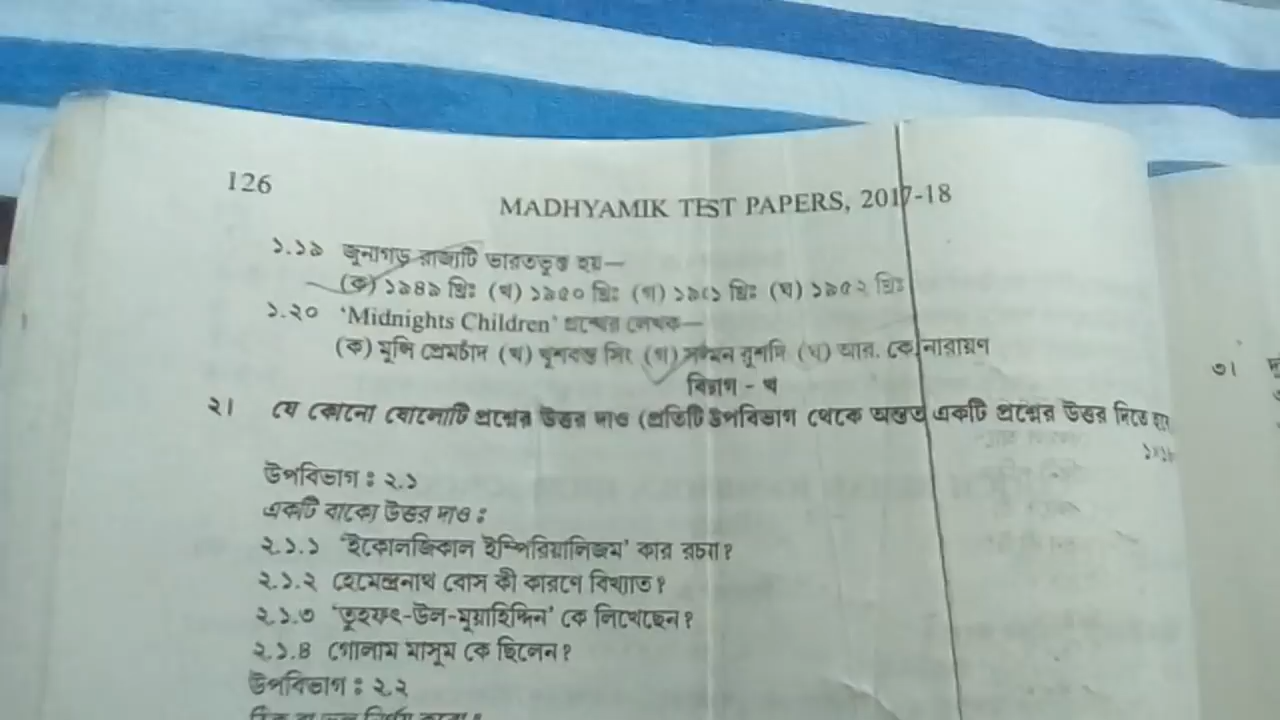 126
MADHYAMIK TEST PAPERS, 2017-18
১.১৯ জুনাগড় রাজ্যটি ভারতভুক্ত হয়—
(ক) ১৯৪৯ খ্রিঃ (খ) ১৯৫০ খ্রিঃ (গ) ১৯৫১ খ্রিঃ (ঘ) ১৯৫২ খ্রিঃ
১.২০ 'Midnights Children' গ্রন্থের লেখক—
(ক) মুন্সি প্রেমচাঁদ (খ) খুশবন্ত সিং (গ) সলমন রুশদি (ঘ) আর. কে. নারায়ণ
বিভাগ - খ
২। যে কোনো ষোলোটি প্রশ্নের উত্তর দাও (প্রতিটি উপবিভাগ থেকে অন্তত একটি প্রশ্নের উত্তর দিতে হবে
উপবিভাগ : ২.১
একটি বাক্যে উত্তর দাও :
২.১.১ 'ইকোলজিকাল ইম্পিরিয়ালিজম' কার রচনা?
২.১.২ হেমেন্দ্রনাথ বোস কী কারণে বিখ্যাত?
২.১.৩ 'তুহফৎ-উল-মুয়াহিদ্দিন' কে লিখেছেন?
২.১.৪ গোলাম মাসুম কে ছিলেন?
উপবিভাগ : ২.২
৩।